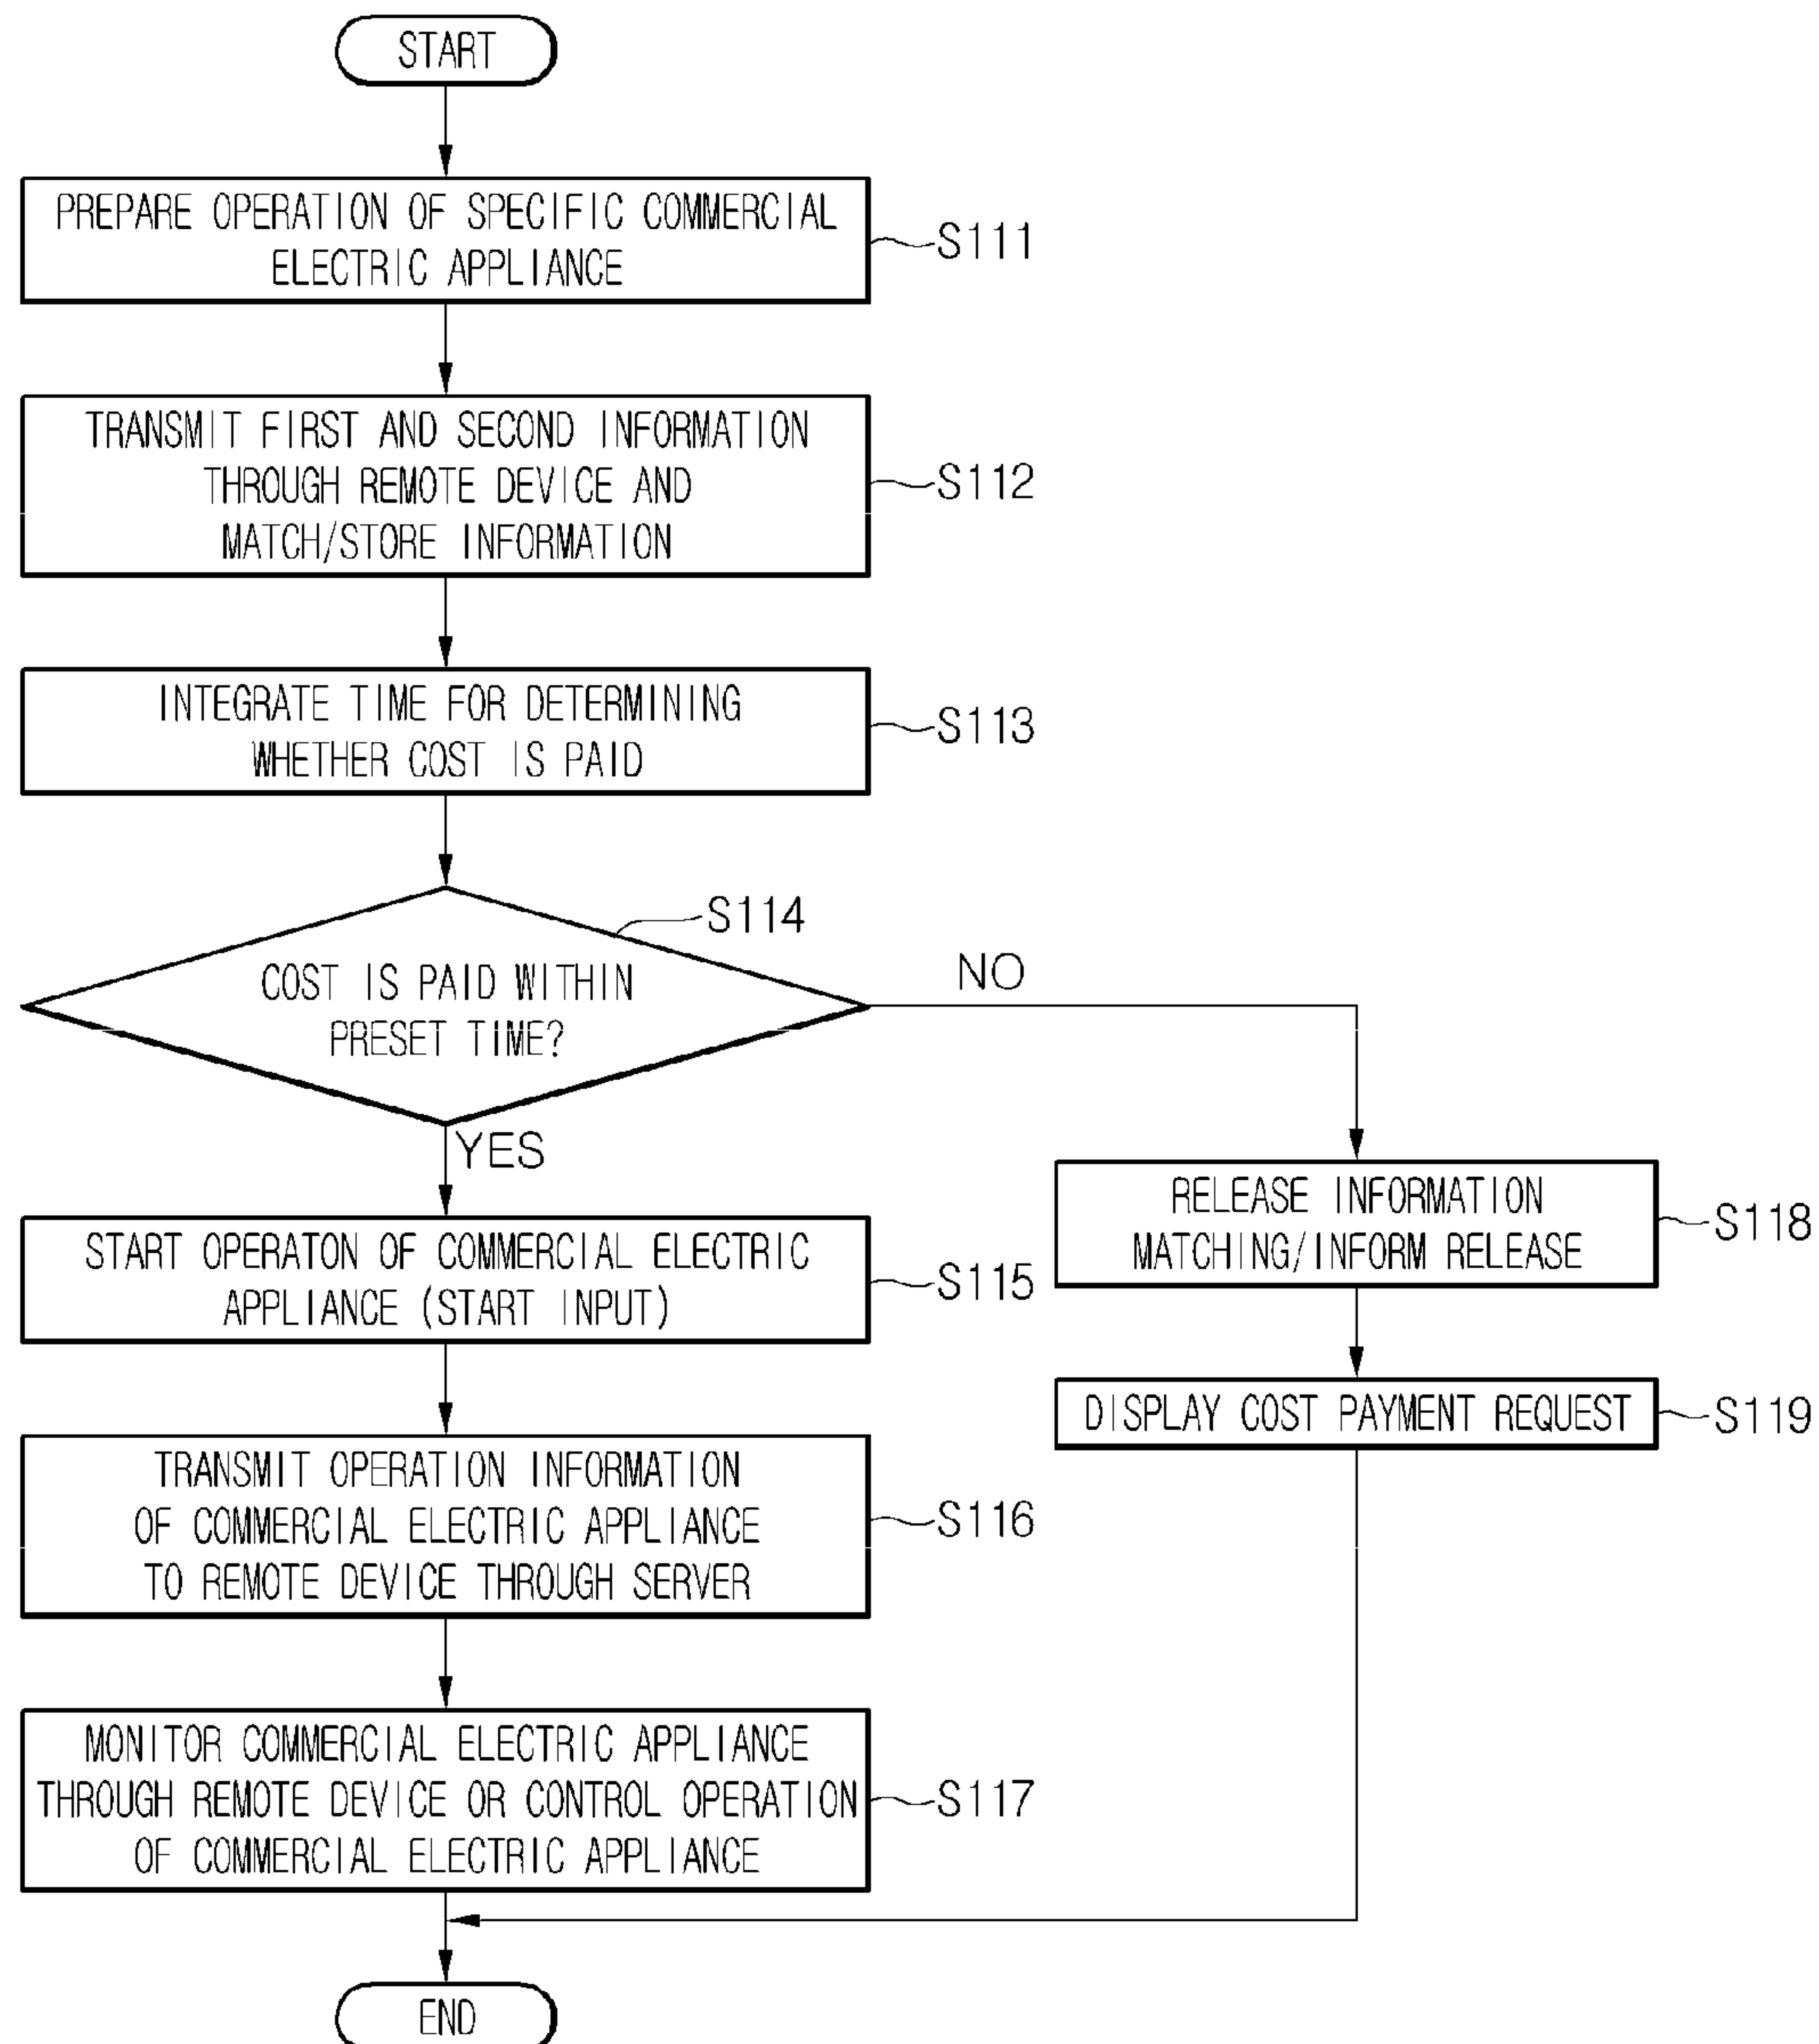 START
PREPARE OPERATION OF SPECIFIC COMMERCIAL
ELECTRIC APPLIANCE
S111
TRANSMIT FIRST AND SECOND INFORMATION
THROUGH REMOTE DEVICE AND
MATCH/STORE INFORMATION
S112
INTEGRATE TIME FOR DETERMINING
WHETHER COST IS PAID
S113
S114
COST IS PAID WITHIN
PRESET TIME?
NO
YES
START OPERATON OF COMMERCIAL ELECTRIC
APPLIANCE (START INPUT)
S115
TRANSMIT OPERATION INFORMATION
OF COMMERCIAL ELECTRIC APPLIANCE
TO REMOTE DEVICE THROUGH SERVER
S116
MONITOR COMMERCIAL ELECTRIC APPLIANCE
THROUGH REMOTE DEVICE OR CONTROL OPERATION
OF COMMERCIAL ELECTRIC APPLIANCE
S117
RELEASE INFORMATION
MATCHING/INFORM RELEASE
S118
DISPLAY COST PAYMENT REQUEST
S119
END